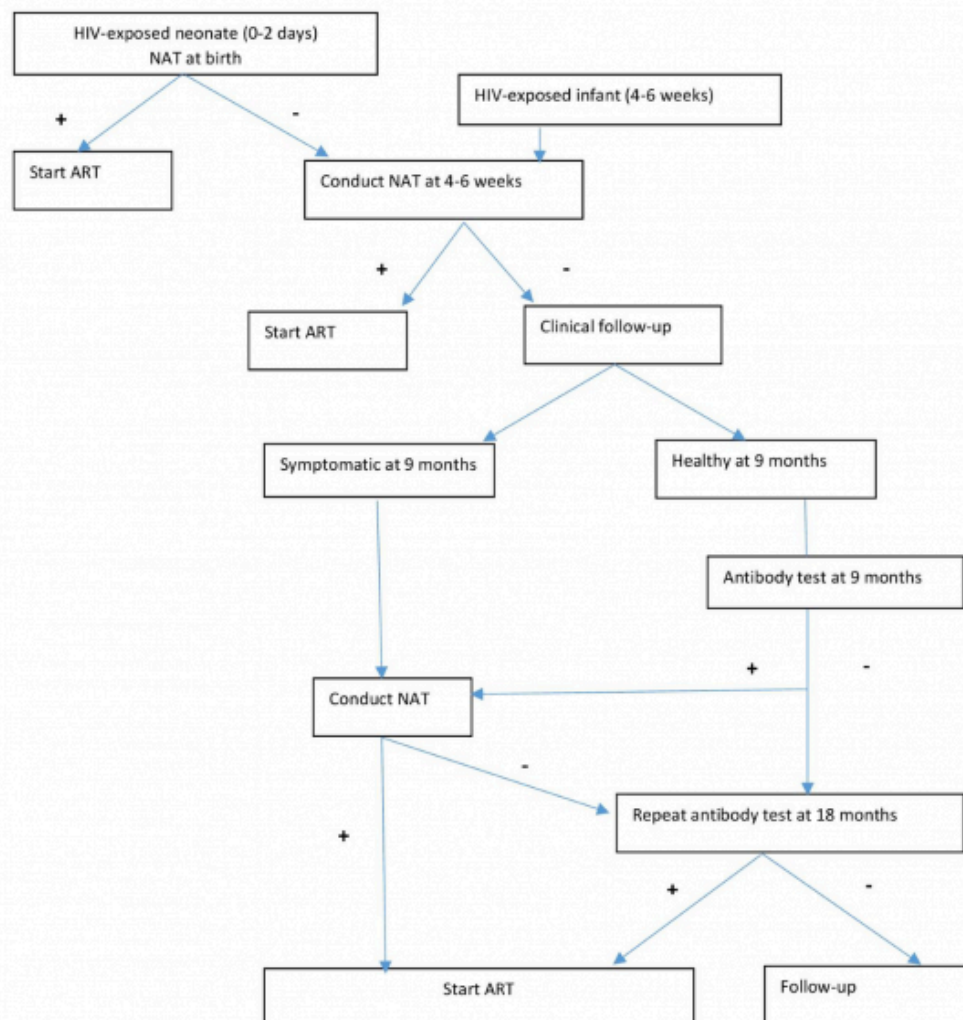 HIV-exposed neonate (0-2 days)
NAT at birth
HIV-exposed infant (4-6 weeks)
+
-
Start ART
Conduct NAT at 4-6 weeks
+
-
Start ART
Clinical follow-up
Symptomatic at 9 months
Healthy at 9 months
Antibody test at 9 months
+
-
Conduct NAT
-
Repeat antibody test at 18 months
+
+
-
Start ART
Follow-up